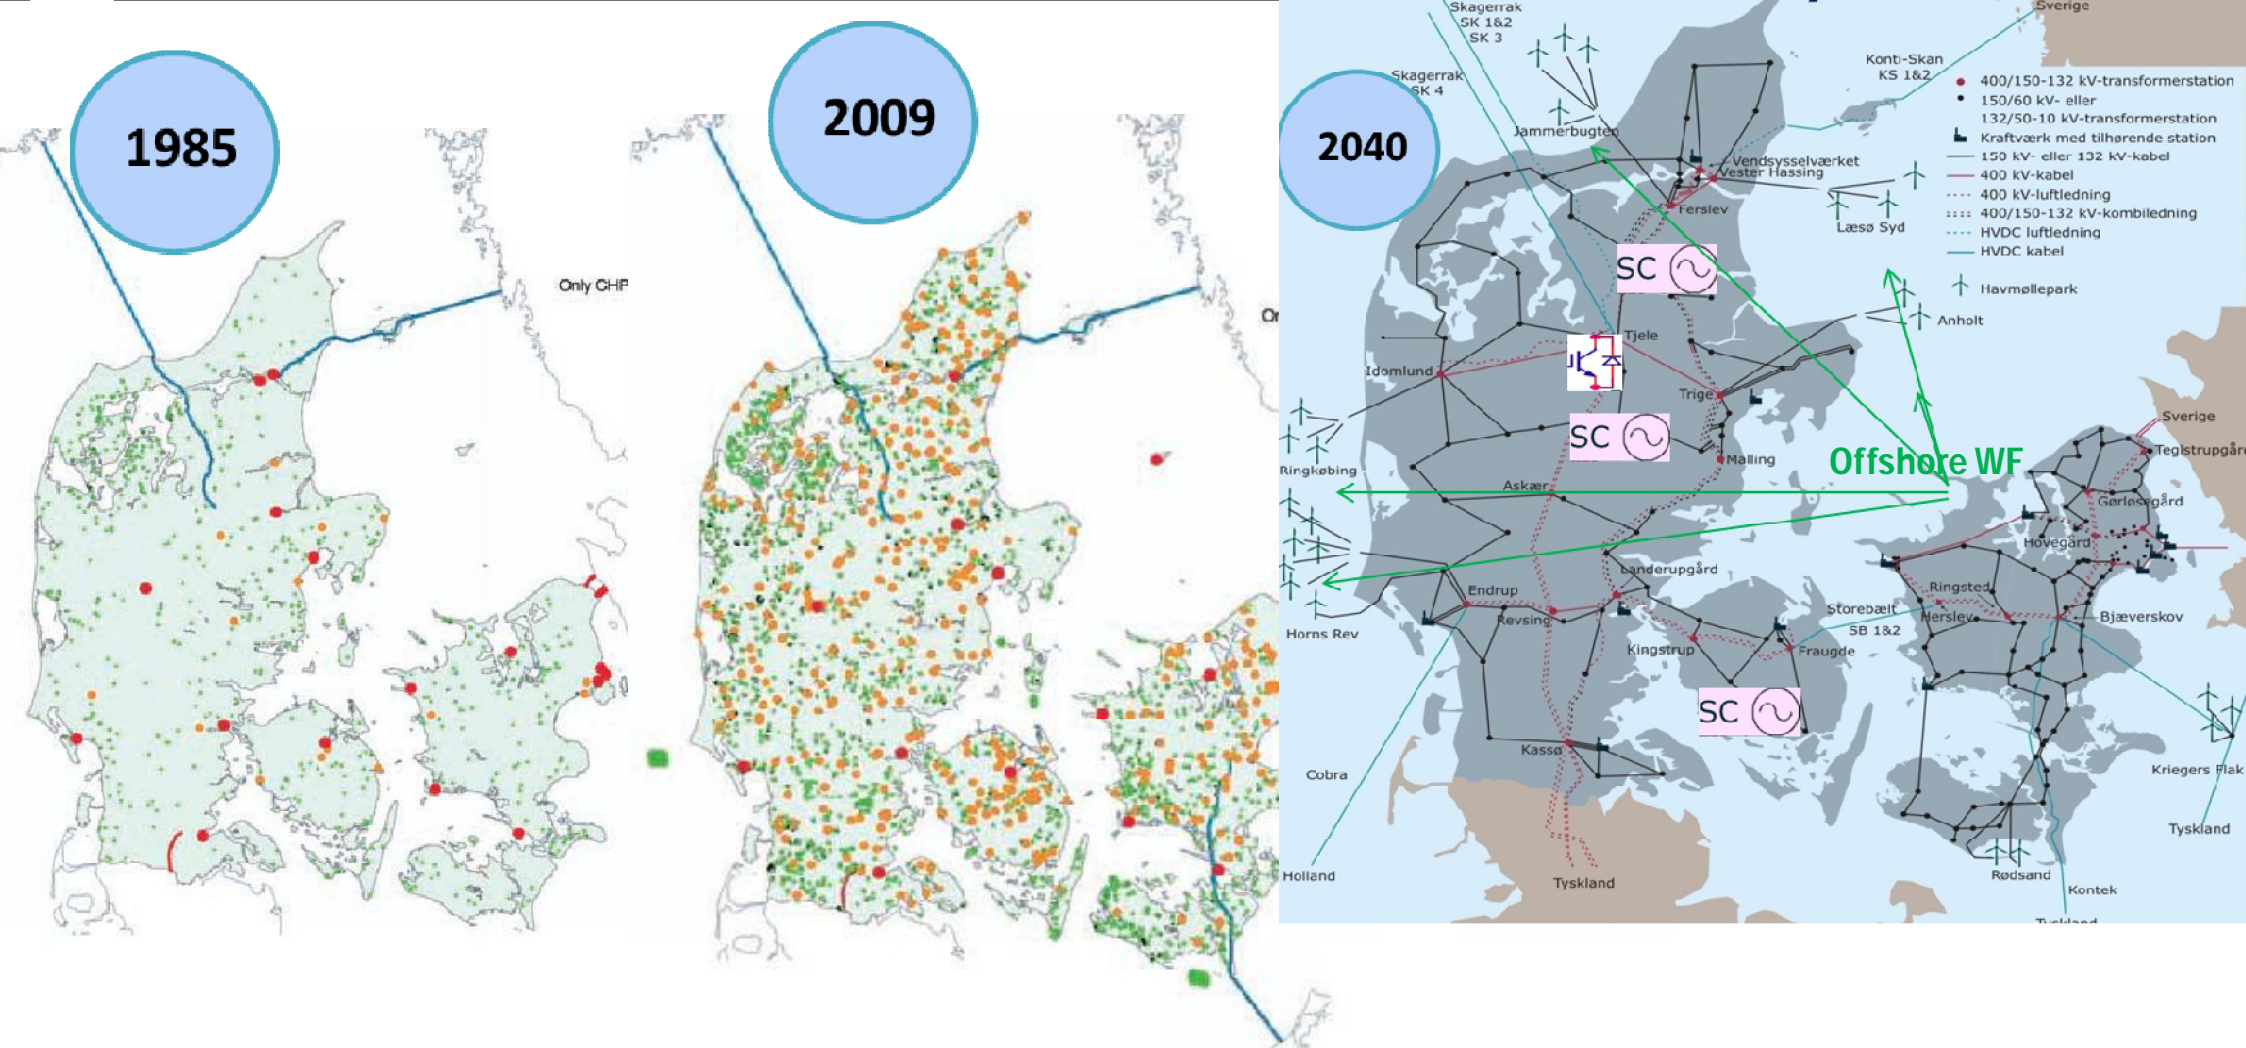 1985
Only CHP
2009
2040
Skagerrak
SK 1&2
SK 3
Skagerrak
SK 4
Sverige
Konti-Skan
KS 1&2
400/150-132 kV-transformerstation
150/60 kV- eller
132/50-10 kV-transformerstation
Kraftværk med tilhørende station
150 kV- eller 132 kV-kabel
400 kV-kabel
400 kV-luftledning
400/150-132 kV-kombiledning
HVDC luftledning
HVDC kabel
Havmøllepark
Jammerbugten
Vendsysselværket
Vester Hassing
Ferslev
Læsø Syd
SC
Anholt
Tjele
Idomlund
Trige
SC
Ringkøbing
Malling
Offshore WF
Sverige
Teglstrupgård
Askær
Gørløsegård
Hovegård
Landerupgård
Endrup
Revsing
Ringsted
Storebælt
SB 1&2
Herslev
Bjæverskov
Horns Rev
Kingstrup
Fraugde
SC
Kassø
Cobra
Kriegers Flak
Tyskland
Holland
Tyskland
Rødsand
Kontek
Tyskland